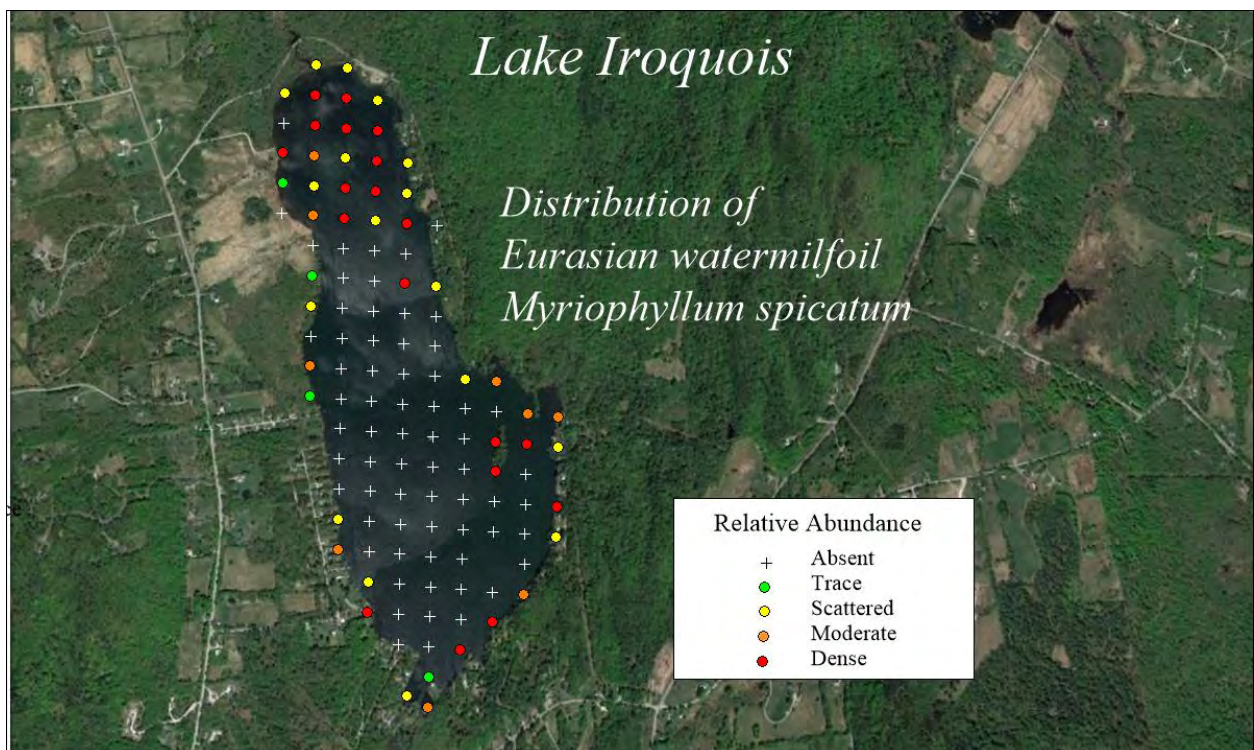 Lake Iroquois
Distribution of
Eurasian watermilfoil
Myriophyllum spicatum
Relative Abundance
Absent
Trace
Scattered
Moderate
Dense